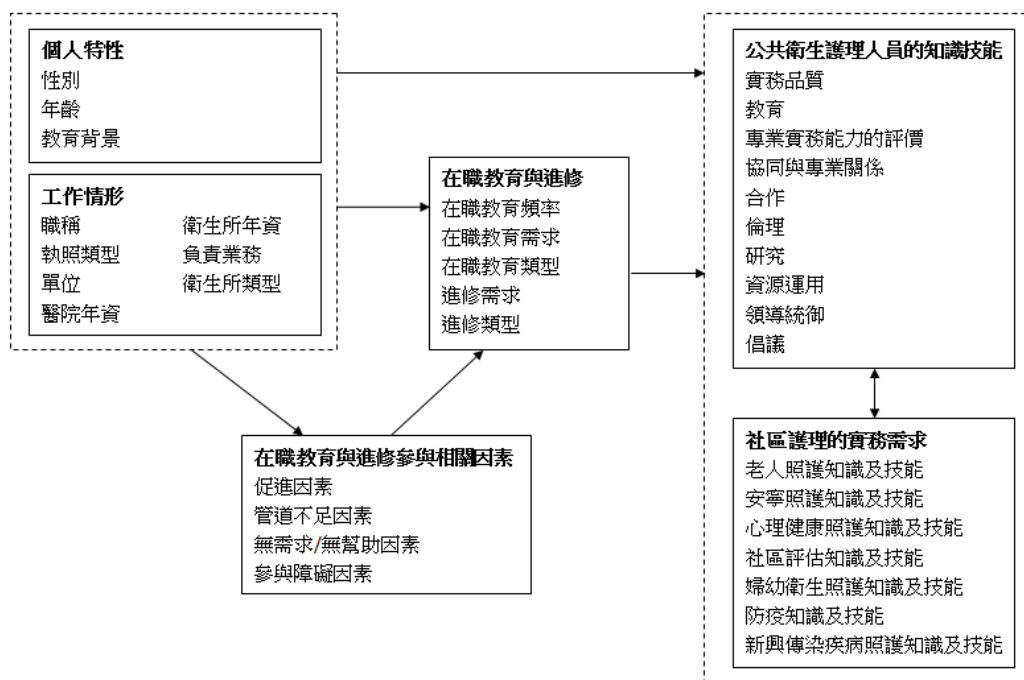 個人特性
性別
年齡
教育背景
工作情形
職稱 衛生所年資
執照類型 負責業務
單位 衛生所類型
醫院年資
在職教育與進修
在職教育頻率
在職教育需求
在職教育類型
進修需求
進修類型
在職教育與進修參與相關因素
促進因素
管道不足因素
無需求/無幫助因素
參與障礙因素
公共衛生護理人員的知識技能
實務品質
教育
專業實務能力的評價
協同與專業關係
合作
倫理
研究
資源運用
領導統御
倡議
社區護理的實務需求
老人照護知識及技能
安寧照護知識及技能
心理健康照護知識及技能
社區評估知識及技能
婦幼衛生照護知識及技能
防疫知識及技能
新興傳染疾病照護知識及技能